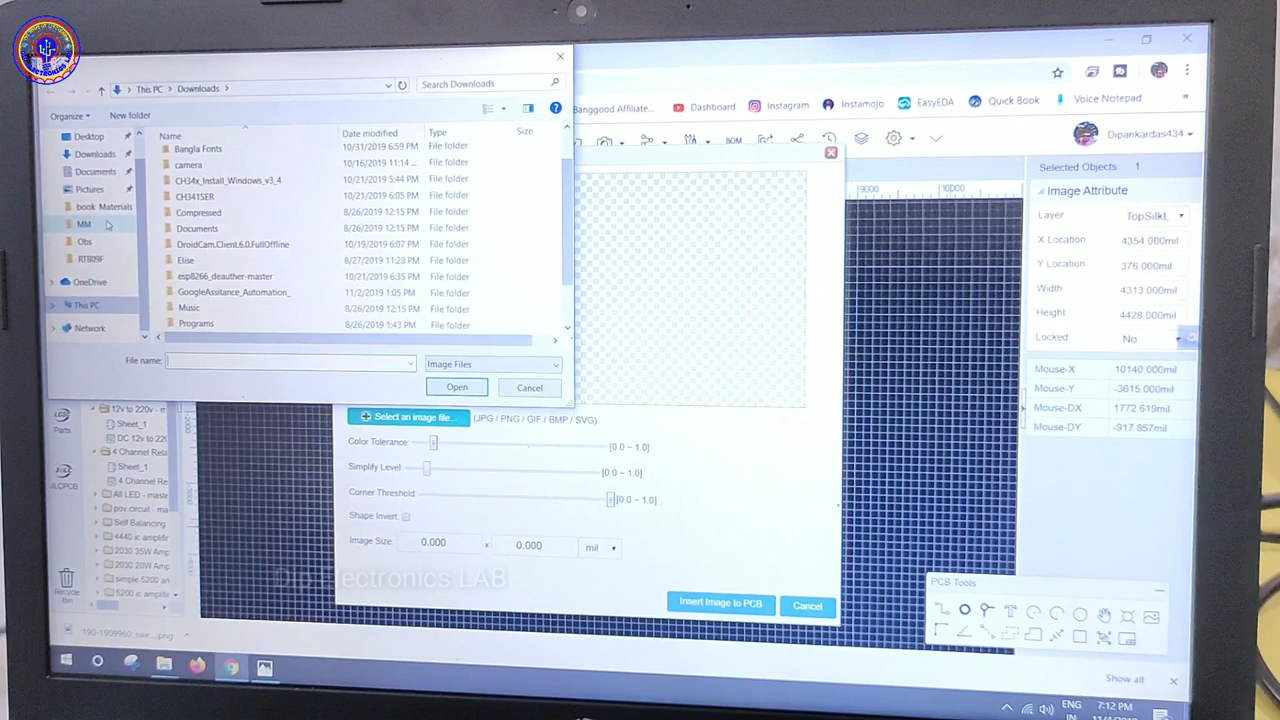 This PC > Downloads >
Search Downloads
Organize
New folder
Name
Date modified
Type
Size
Bangla Fonts 10/31/2019 6:59 PM File folder
camera 10/16/2019 11:14 ... File folder
CH34x_Install_Windows_v3_4 10/21/2019 5:44 PM File folder
CH341SER 10/21/2019 6:05 PM File folder
Compressed 8/26/2019 12:15 PM File folder
Documents 8/26/2019 12:15 PM File folder
DroidCam.Client.6.0.FullOffline 10/19/2019 6:07 PM File folder
Elise 8/27/2019 11:28 PM File folder
esp8266_deauther-master 10/21/2019 6:35 PM File folder
GoogleAssitance_Automation_ 11/2/2019 1:05 PM File folder
Music 8/26/2019 12:15 PM File folder
Programs 8/26/2019 1:43 PM File folder
Desktop
Downloads
Documents
Pictures
book Materials
MM
Obs
RT809F
OneDrive
This PC
Network
File name:
Image Files
Open
Cancel
Banggood Affiliate...
Dashboard
Instagram
Instamojo
EasyEDA
Quick Book
Voice Notepad
»
BOM
Dipankardas434
Selected Objects 1
Image Attribute
Layer TopSilkL
X Location 4354.000mil
Y Location 376.000mil
Width 4313.000mil
Height 4428.000mil
Locked No
Mouse-X 10140.000mil
Mouse-Y -3615.000mil
Mouse-DX 1772.619mil
Mouse-DY -917.857mil
9000
10000
Select an image file...
(JPG / PNG / GIF / BMP / SVG)
Color Tolerance: [0.0 ~ 1.0]
Simplify Level: [0.0 ~ 1.0]
Corner Threshold [0.0 ~ 1.0]
Shape Invert:
Image Size: 0.000 x 0.000 mil
Insert Image to PCB
Cancel
Parts
JLCPCB
Recycle Bin
12v to 220v - m
Sheet_1
DC 12v to 22
4 Channel Relay
Sheet_1
4 Channel Re
All LED - maste
pov circuit - ma
Self Balancing
4440 ic amplific
2030 35W Amp
2030 20W Amp
simple 5200 an
5200 ic amplifie
PCB Tools
Dip Electronics LAB
190-1909960_swe....png
Show all
ENG
IN
7:12 PM